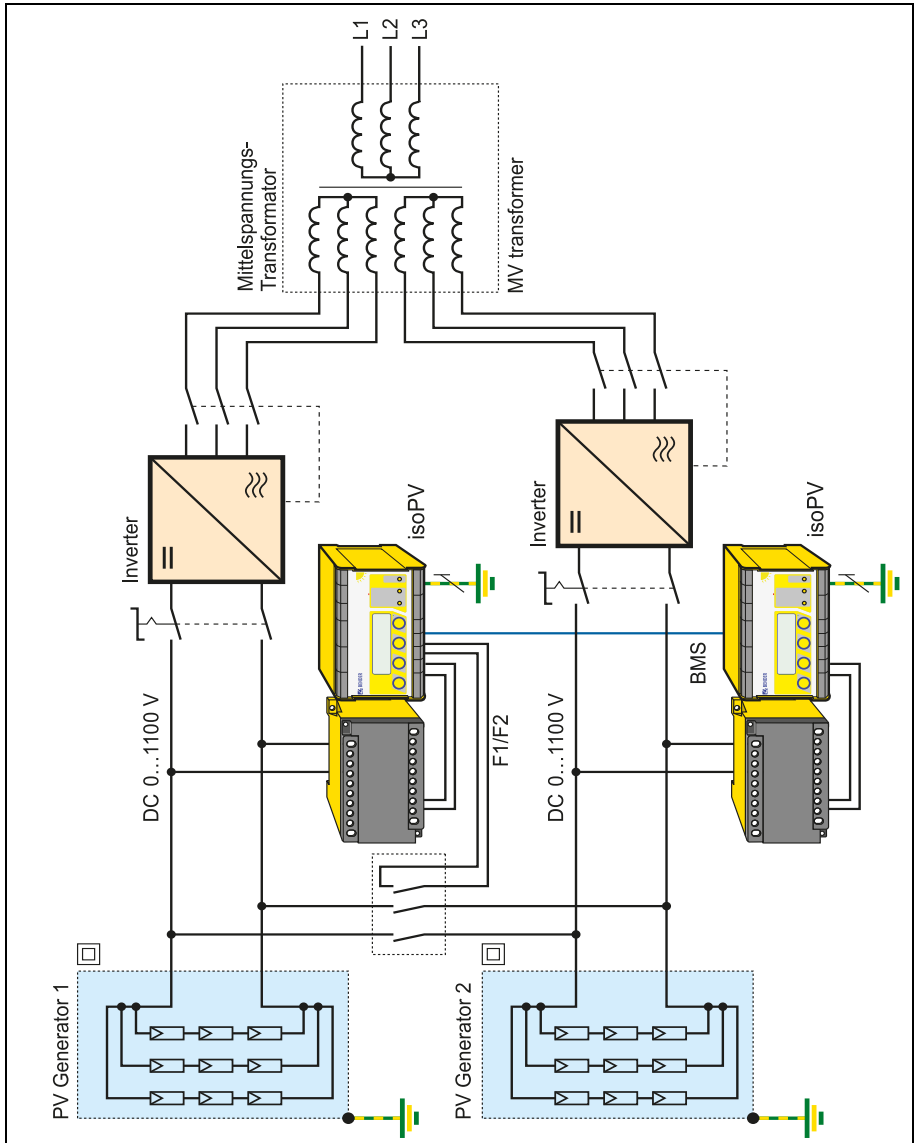 L1
L2
L3
Mittelspannungs-
Transformator
MV transformer
Inverter
isoPV
DC 0…1100 V
F1/F2
PV Generator 1
Inverter
isoPV
BMS
DC 0…1100 V
PV Generator 2